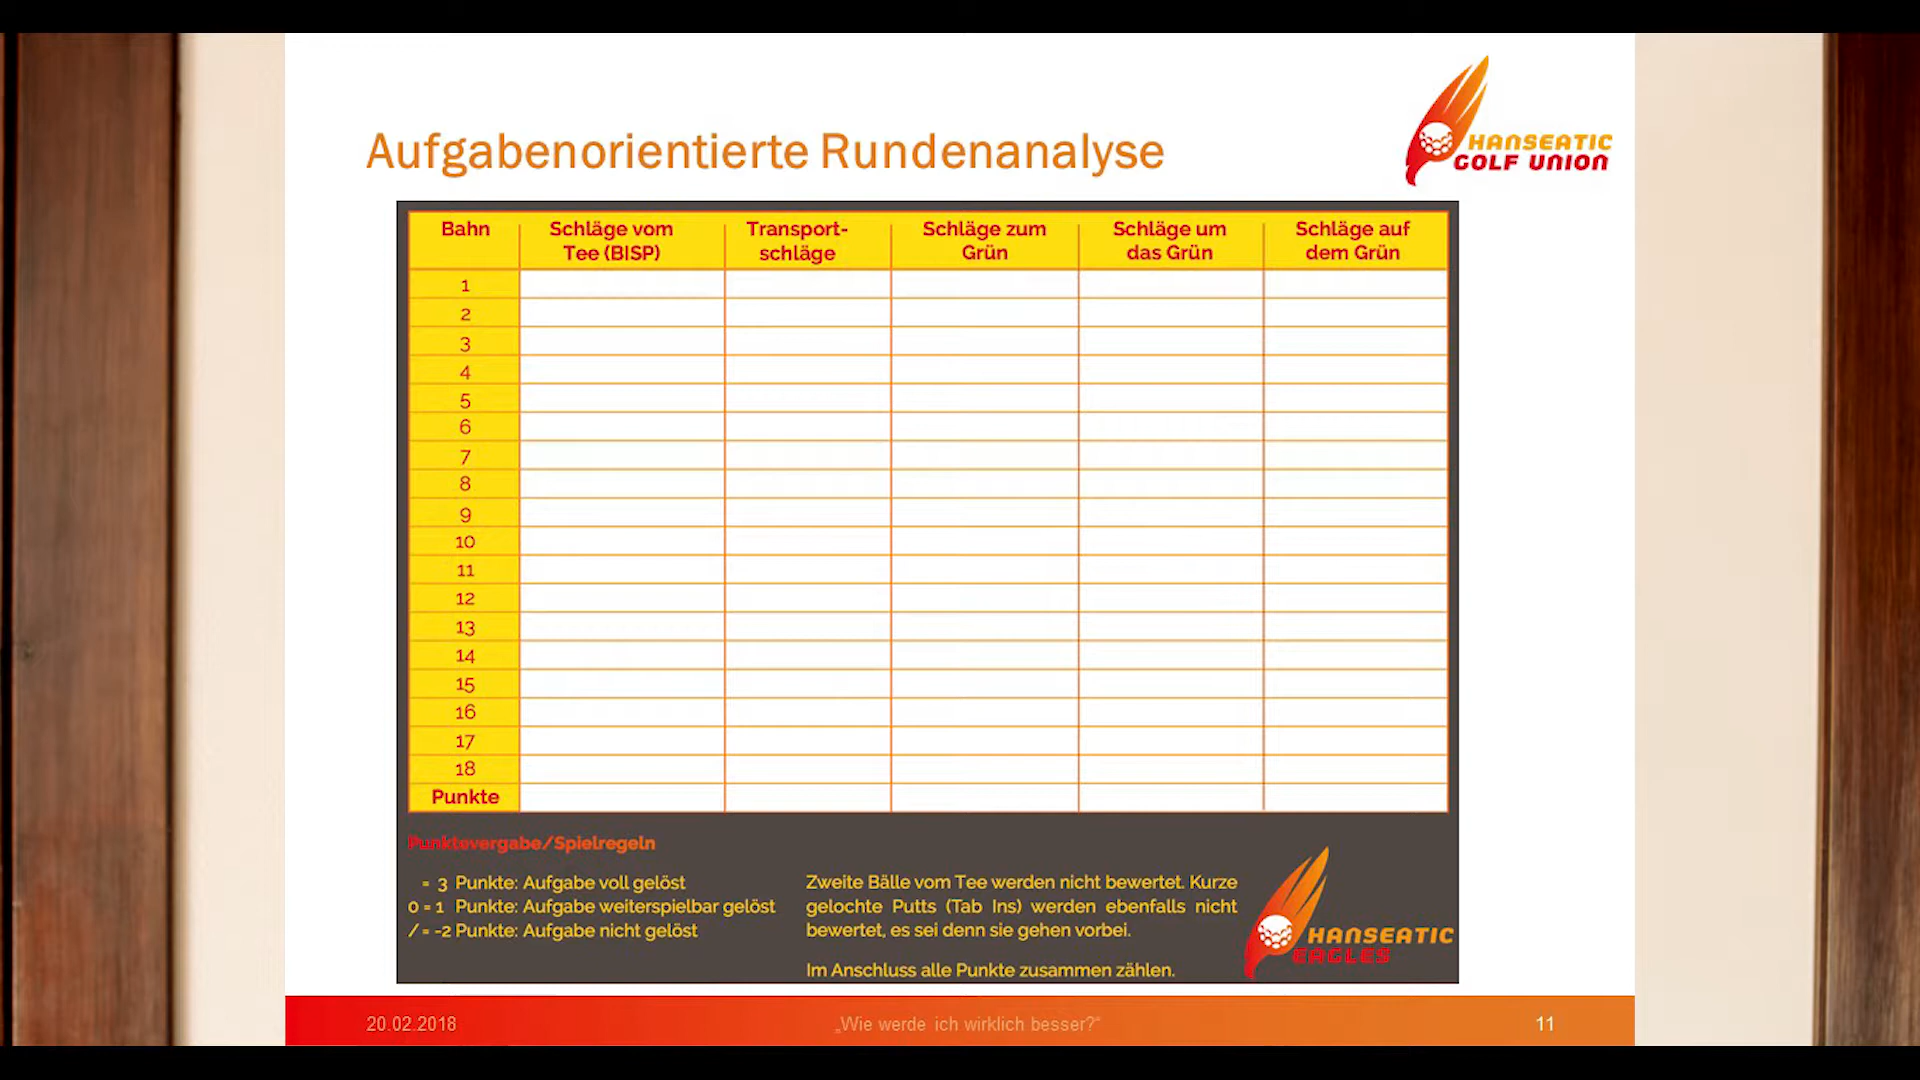 Aufgabenorientierte Rundenanalyse
HANSEATIC
GOLF UNION
Bahn
Schläge vom
Tee (BISP)
Transport-
schläge
Schläge zum
Grün
Schläge um
das Grün
Schläge auf
dem Grün
1
2
3
4
5
6
7
8
9
10
11
12
13
14
15
16
17
18
Punkte
Punktevergabe/Spielregeln
= 3 Punkte: Aufgabe voll gelöst
0 = 1 Punkte: Aufgabe weiterspielbar gelöst
/ = -2 Punkte: Aufgabe nicht gelöst
Zweite Bälle vom Tee werden nicht bewertet. Kurze
gelochte Putts (Tab Ins) werden ebenfalls nicht
bewertet, es sei denn sie gehen vorbei.
Im Anschluss alle Punkte zusammen zählen.
HANSEATIC
EAGLES
20.02.2018
„Wie werde ich wirklich besser?“
11